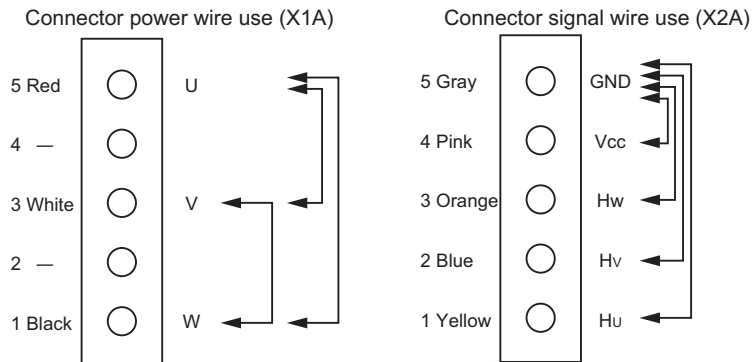 Connector power wire use (X1A)
5 Red U
4 —
3 White V
2 —
1 Black W
Connector signal wire use (X2A)
5 Gray GND
4 Pink Vcc
3 Orange Hw
2 Blue Hv
1 Yellow Hu